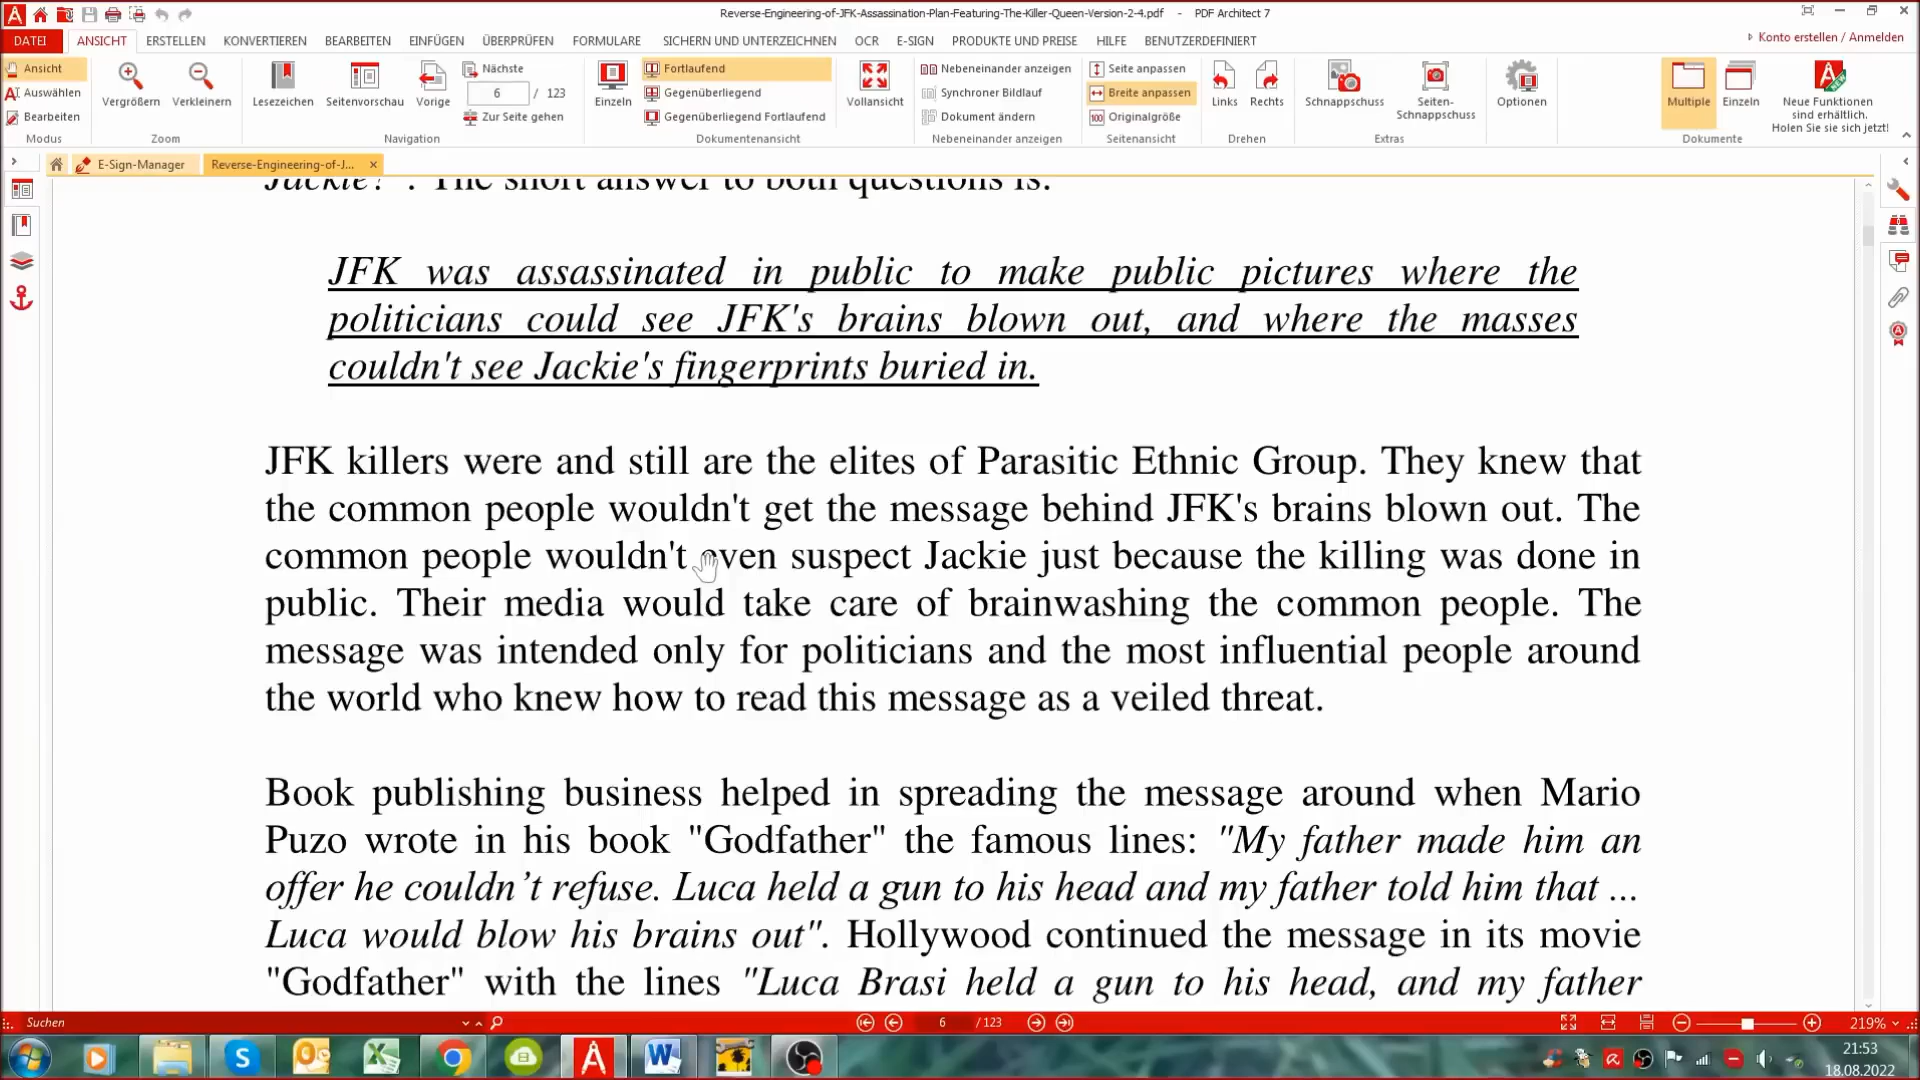 Reverse-Engineering-of-JFK-Assassination-Plan-Featuring-The-Killer-Queen-Version-2-4.pdf - PDF Architect 7
DATEI ANSICHT ERSTELLEN KONVERTIEREN BEARBEITEN EINFÜGEN ÜBERPRÜFEN FORMULARE SICHERN UND UNTERZEICHNEN OCR E-SIGN PRODUKTE UND PREISE HILFE BENUTZERDEFINIERT Konto erstellen / Anmelden
Ansicht
Auswählen
Bearbeiten
Modus
Vergrößern Verkleinern
Zoom
Lesezeichen Seitenvorschau Vorige
Nächste
6 / 123
Zur Seite gehen
Navigation
Einzeln
Fortlaufend
Gegenüberliegend
Gegenüberliegend Fortlaufend
Dokumentenansicht
Vollansicht
Nebeneinander anzeigen
Synchroner Bildlauf
Dokument ändern
Nebeneinander anzeigen
Seite anpassen
Breite anpassen
100 Originalgröße
Seitenansicht
Links Rechts
Drehen
Schnappschuss
Seiten-
Schnappschuss
Extras
Optionen
Multiple Einzeln
Dokumente
Neue Funktionen
sind erhältlich.
Holen Sie sie sich jetzt!
E-Sign-Manager Reverse-Engineering-of-J...
Jackie?". The short answer to both questions is:
JFK was assassinated in public to make public pictures where the
politicians could see JFK's brains blown out, and where the masses
couldn't see Jackie's fingerprints buried in.
JFK killers were and still are the elites of Parasitic Ethnic Group. They knew that
the common people wouldn't get the message behind JFK's brains blown out. The
common people wouldn't even suspect Jackie just because the killing was done in
public. Their media would take care of brainwashing the common people. The
message was intended only for politicians and the most influential people around
the world who knew how to read this message as a veiled threat.
Book publishing business helped in spreading the message around when Mario
Puzo wrote in his book "Godfather" the famous lines: "My father made him an
offer he couldn’t refuse. Luca held a gun to his head and my father told him that ...
Luca would blow his brains out". Hollywood continued the message in its movie
"Godfather" with the lines "Luca Brasi held a gun to his head, and my father
Suchen
6 / 123
219%
21:53
18.08.2022